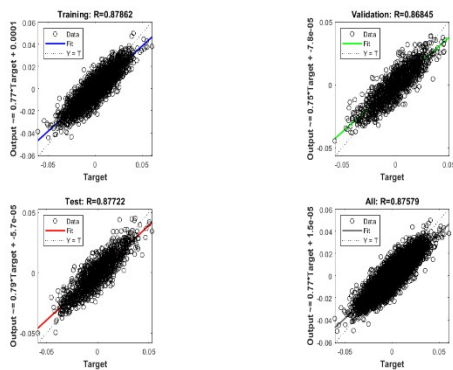 Training: R=0.87862
Output ~= 0.77*Target + 0.0001
0.06
0.04
0.02
0
-0.02
-0.04
-0.06
Data
Fit
Y = T
-0.05
0
0.05
Target
Validation: R=0.86845
Output ~= 0.75*Target + -7.8e-05
0.05
0
-0.05
Data
Fit
Y = T
-0.05
0
0.05
Target
Test: R=0.87722
Output ~= 0.79*Target + -5.7e-05
0.05
0
-0.05
Data
Fit
Y = T
-0.05
0
0.05
Target
All: R=0.87579
Output ~= 0.77*Target + 1.5e-05
0.06
0.04
0.02
0
-0.02
-0.04
-0.06
Data
Fit
Y = T
-0.05
0
0.05
Target